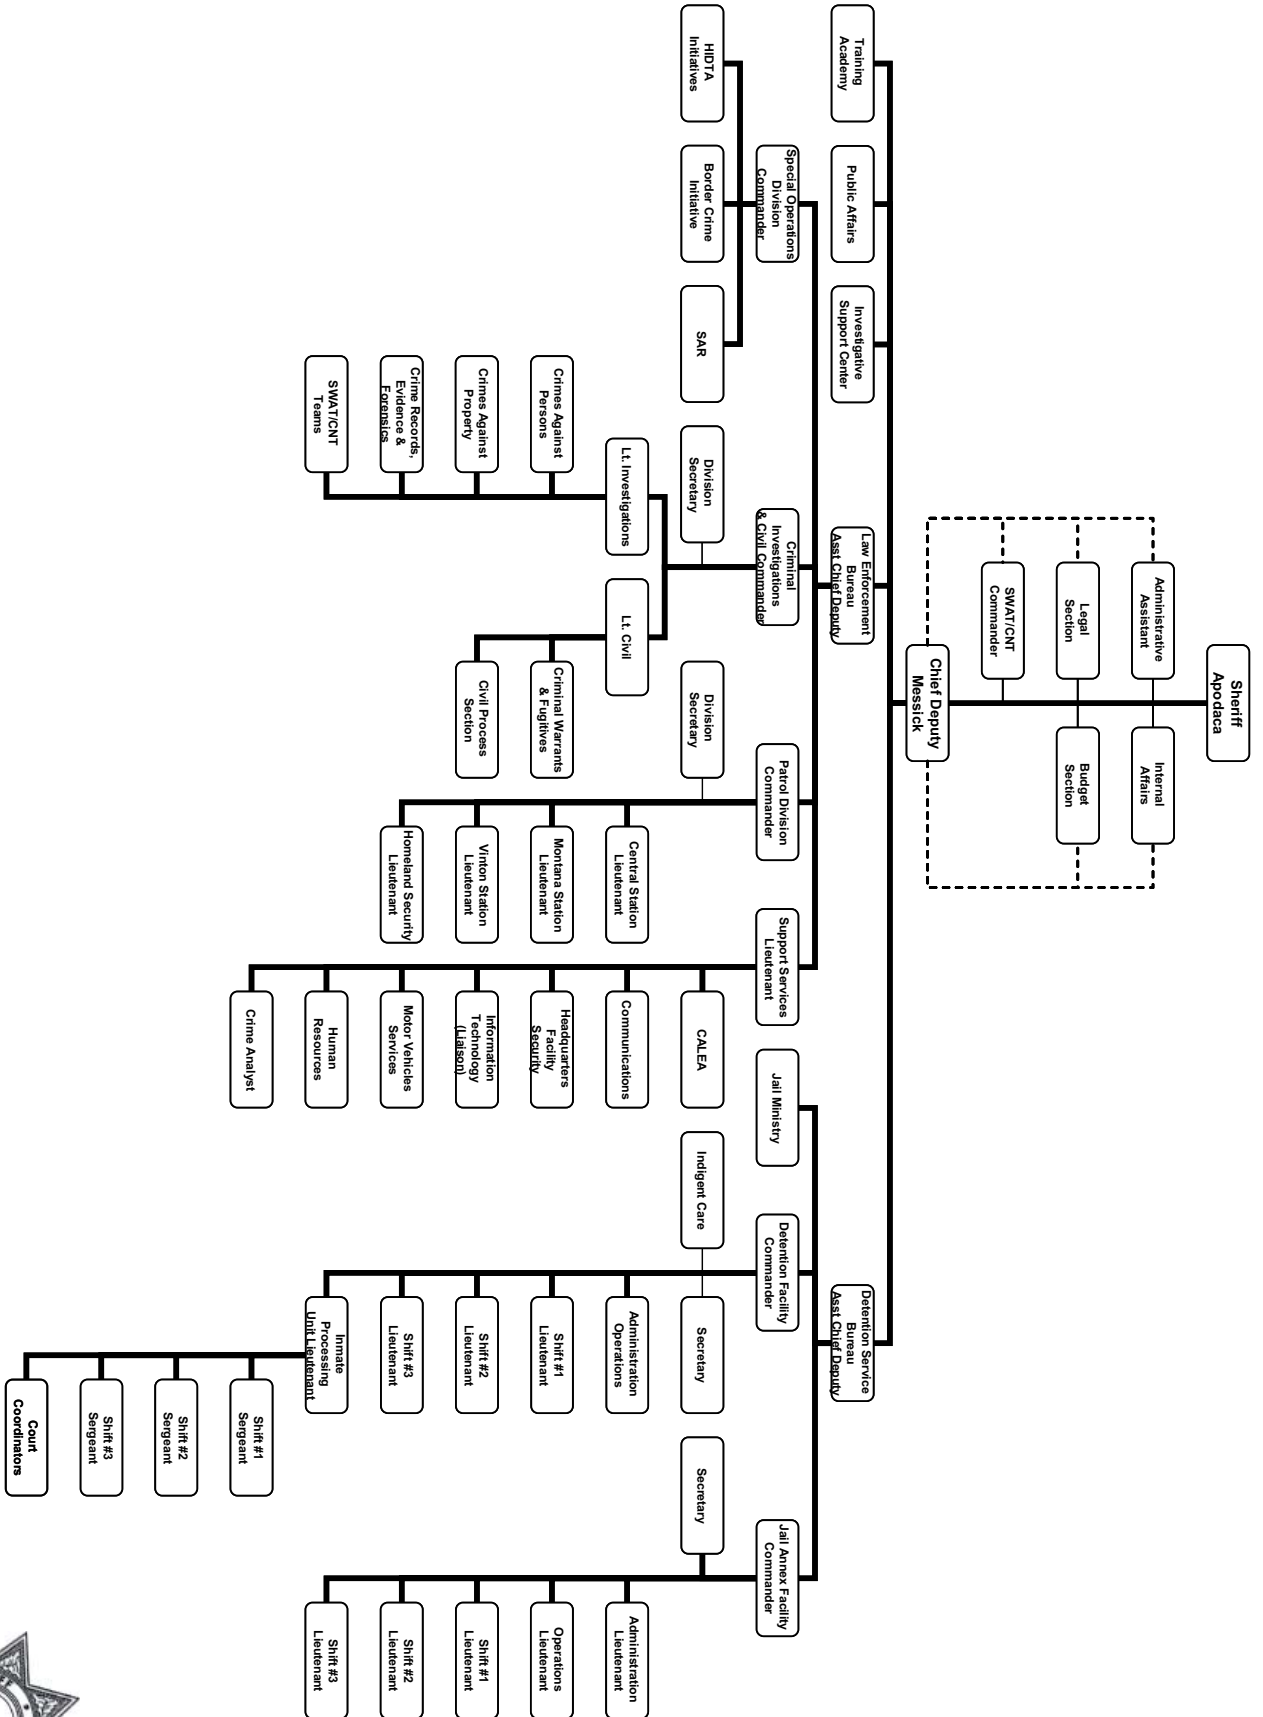 Sheriff
Apodaca
Administrative
Assistant
Internal
Affairs
Legal
Section
Budget
Section
SWAT/CNT
Commander
Chief Deputy
Messick
Training
Academy
Public Affairs
Investigative
Support Center
Law Enforcement
Bureau
Asst Chief Deputy
Detention Service
Bureau
Asst Chief Deputy
Special Operations
Division
Commander
Criminal
Investigations
& Civil Commander
Patrol Division
Commander
Support Services
Lieutenant
Jail Ministry
Detention Facility
Commander
Jail Annex Facility
Commander
HIDTA
Initiatives
Border Crime
Initiative
SAR
Division
Secretary
Division
Secretary
CALEA
Indigent Care
Secretary
Secretary
Lt. Investigations
Lt. Civil
Central Station
Lieutenant
Communications
Administration
Operations
Administration
Lieutenant
Crimes Against
Persons
Criminal Warrants
& Fugitives
Montana Station
Lieutenant
Headquarters
Facility
Security
Shift #1
Lieutenant
Operations
Lieutenant
Crimes Against
Property
Civil Process
Section
Vinton Station
Lieutenant
Information
Technology
(Liaison)
Shift #2
Lieutenant
Shift #1
Lieutenant
Crime Records,
Evidence &
Forensics
Homeland Security
Lieutenant
Motor Vehicles
Services
Shift #3
Lieutenant
Shift #2
Lieutenant
SWAT/CNT
Teams
Human
Resources
Inmate
Processing
Unit Lieutenant
Shift #3
Lieutenant
Crime Analyst
Shift #1
Sergeant
Shift #2
Sergeant
Shift #3
Sergeant
Court
Coordinators